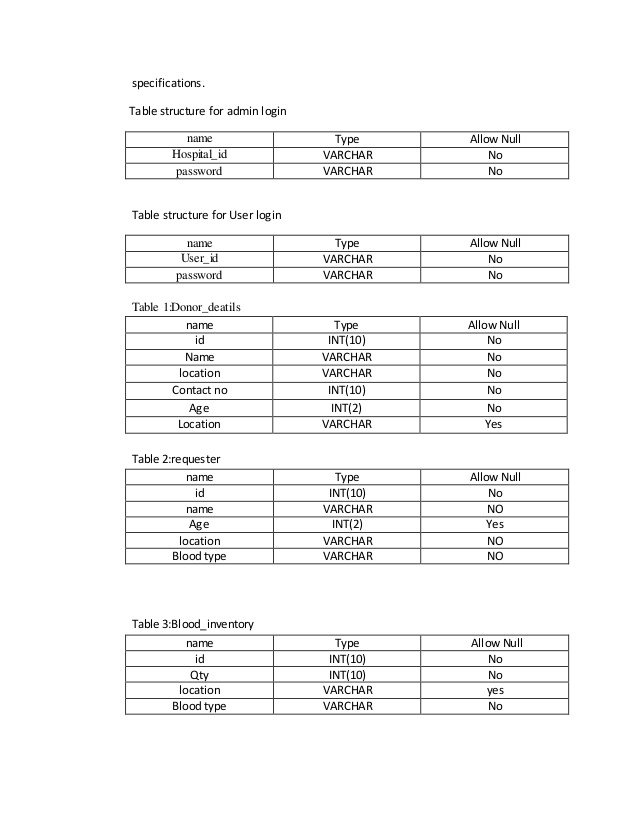 specifications.
Table structure for admin login
name Type Allow Null
Hospital_id VARCHAR No
password VARCHAR No
Table structure for User login
name Type Allow Null
User_id VARCHAR No
password VARCHAR No
Table 1:Donor_deatils
name Type Allow Null
id INT(10) No
Name VARCHAR No
location VARCHAR No
Contact no INT(10) No
Age INT(2) No
Location VARCHAR Yes
Table 2:requester
name Type Allow Null
id INT(10) No
name VARCHAR NO
Age INT(2) Yes
location VARCHAR NO
Blood type VARCHAR NO
Table 3:Blood_inventory
name Type Allow Null
id INT(10) No
Qty INT(10) No
location VARCHAR yes
Blood type VARCHAR No